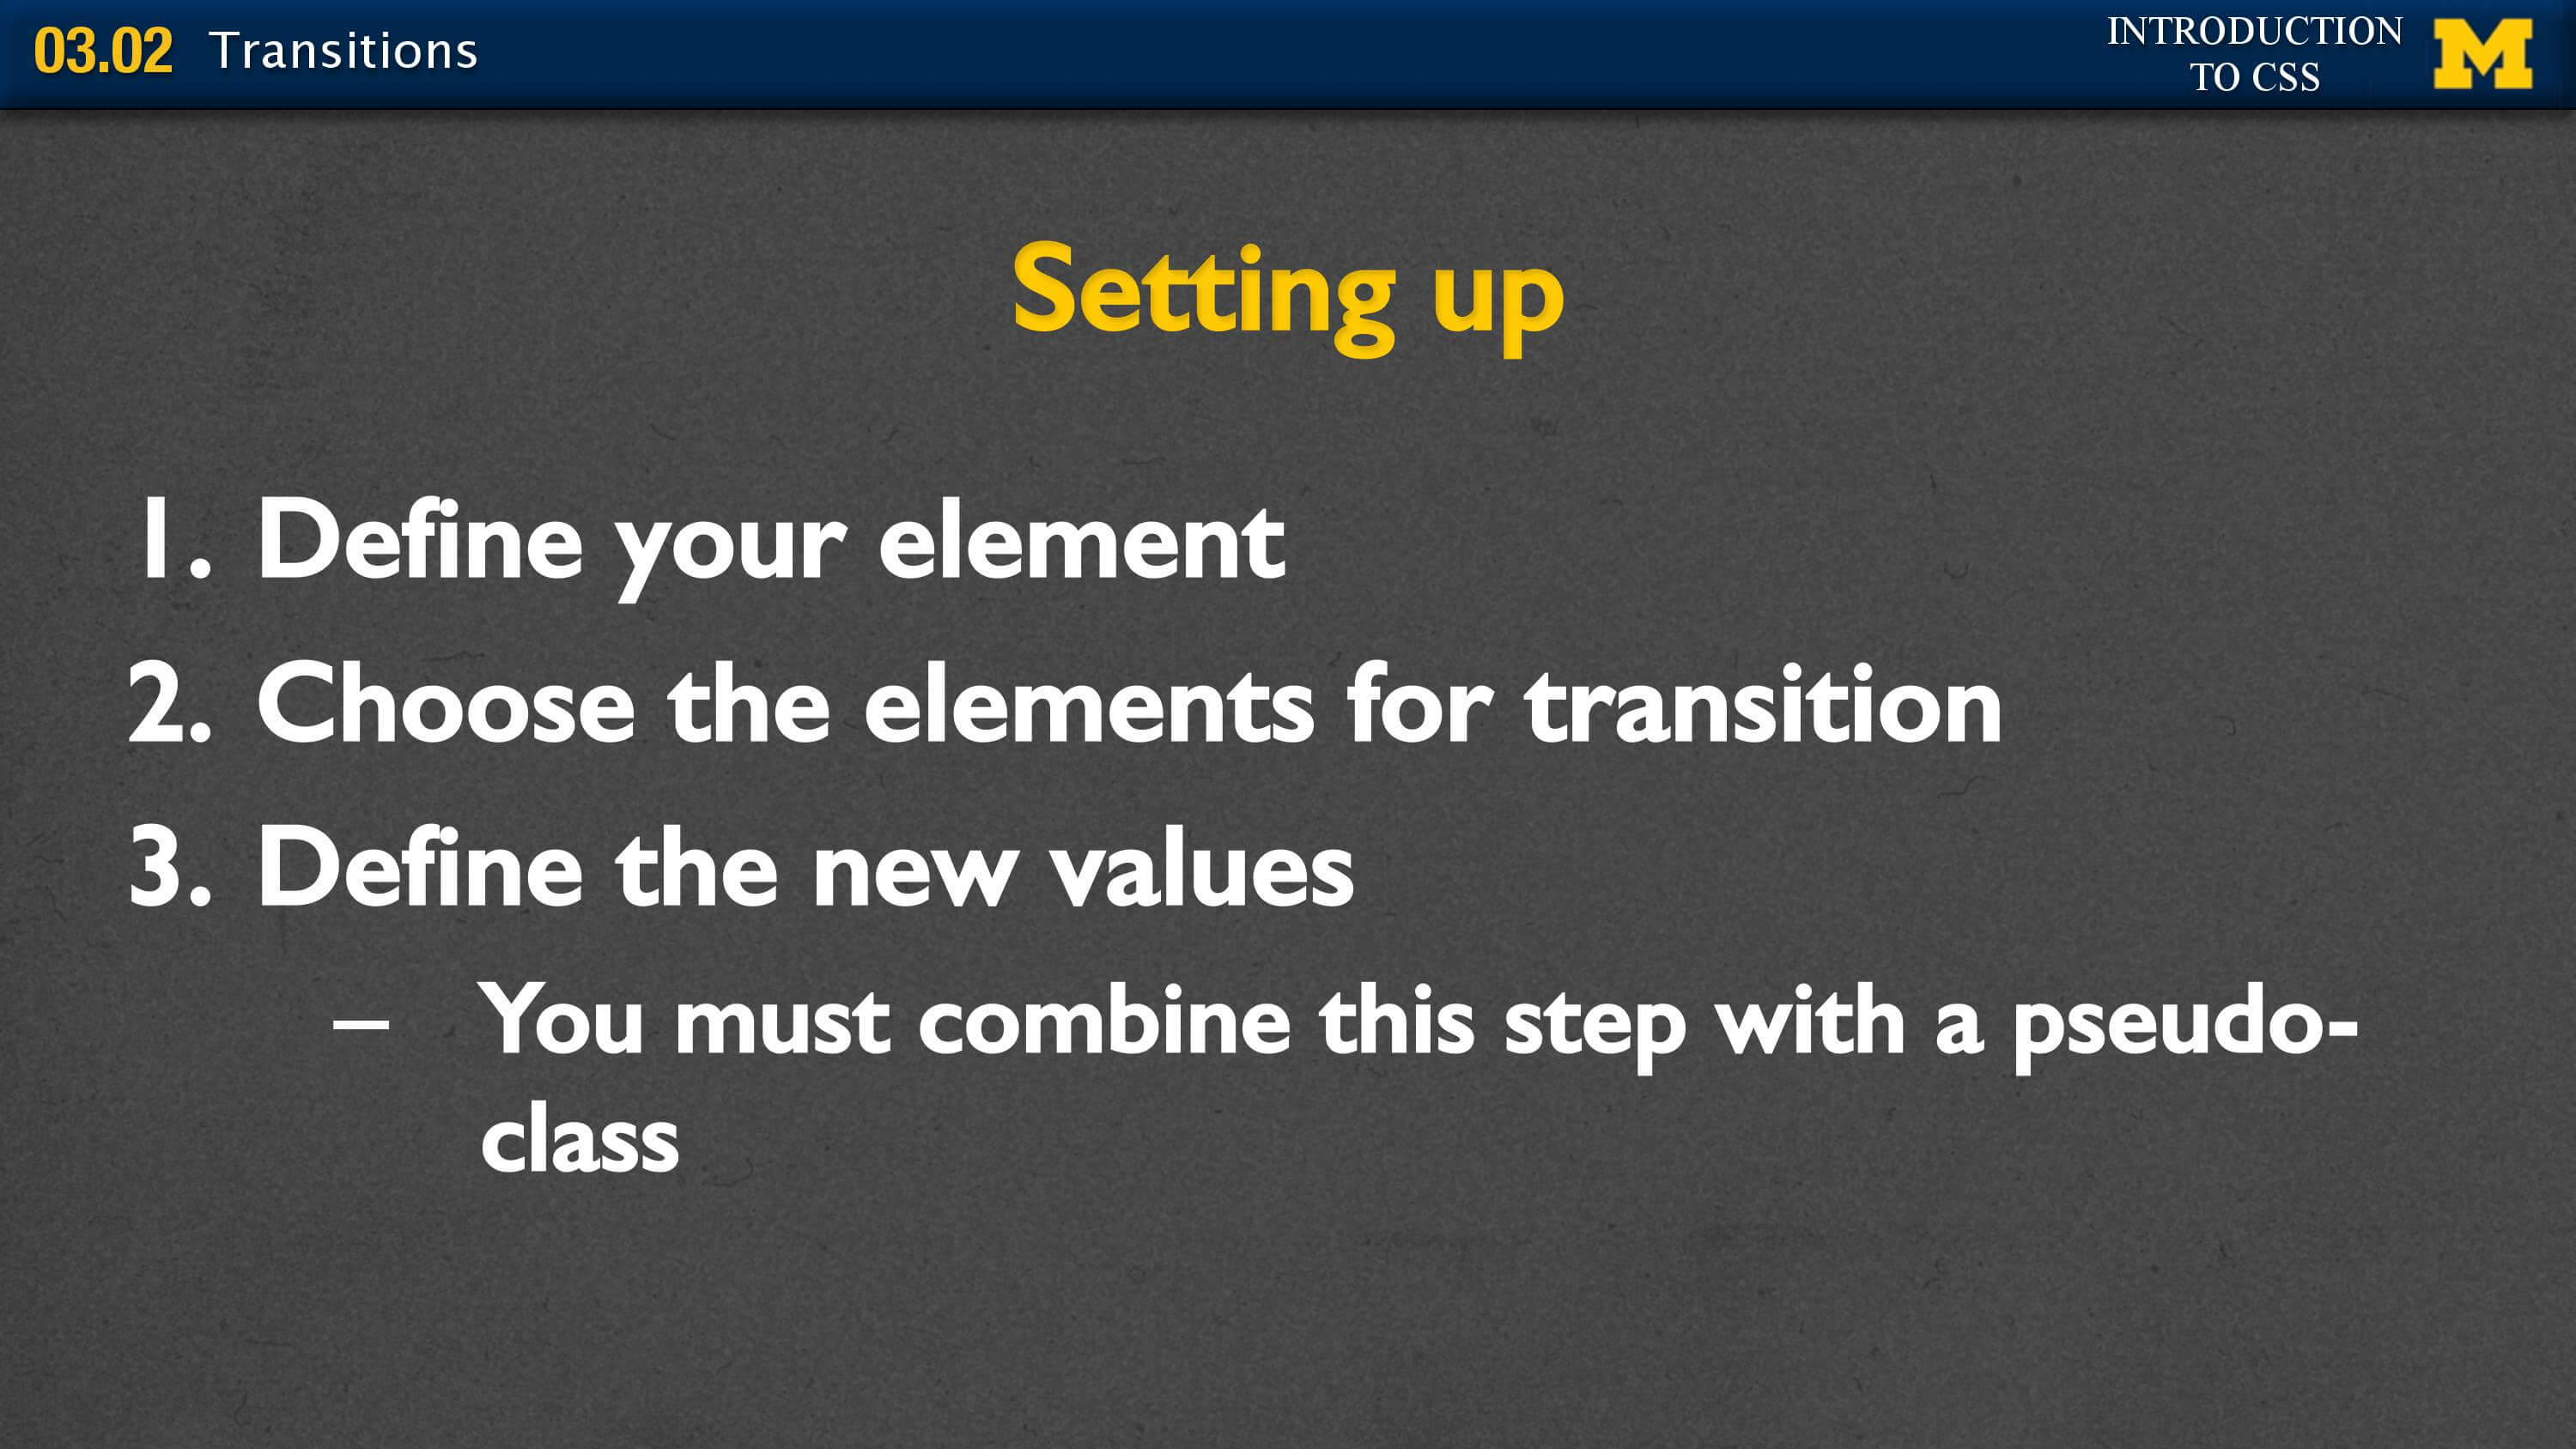 03.02 Transitions
INTRODUCTION
TO CSS
M
Setting up
1. Define your element
2. Choose the elements for transition
3. Define the new values
– You must combine this step with a pseudo-
class